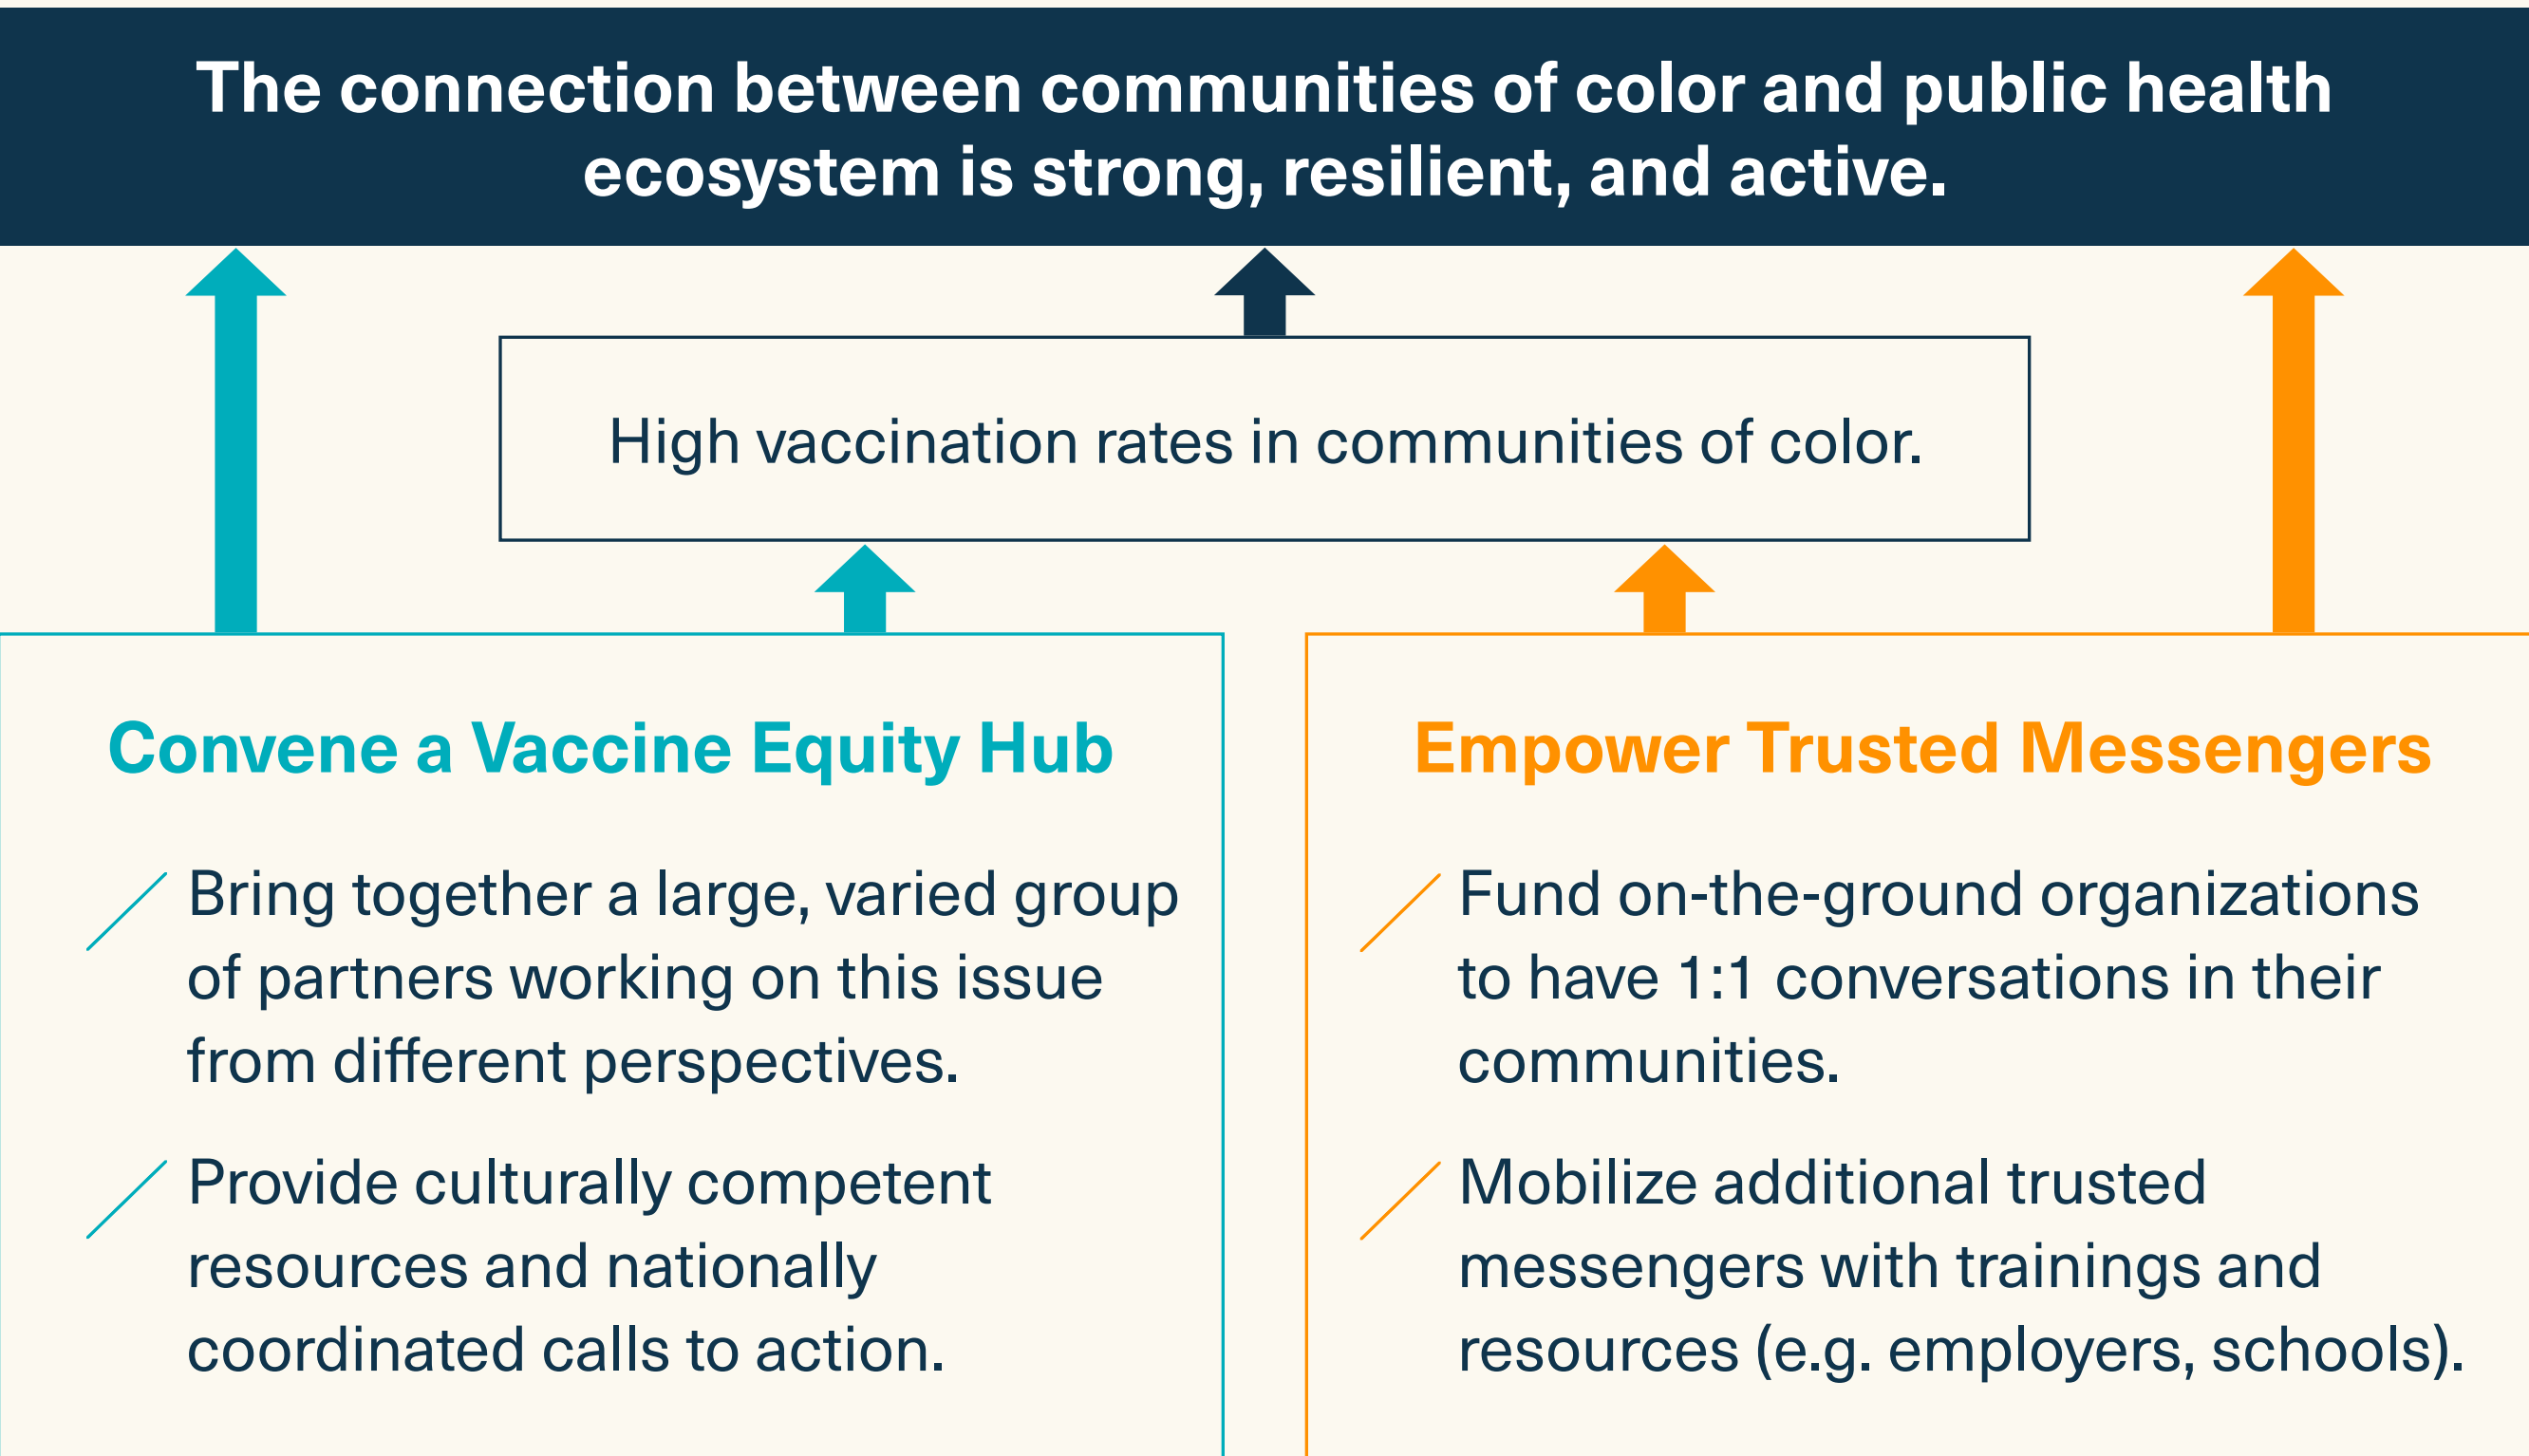 The connection between communities of color and public health
ecosystem is strong, resilient, and active.
High vaccination rates in communities of color.
Convene a Vaccine Equity Hub
Bring together a large, varied group
of partners working on this issue
from different perspectives.
Provide culturally competent
resources and nationally
coordinated calls to action.
Empower Trusted Messengers
Fund on-the-ground organizations
to have 1:1 conversations in their
communities.
Mobilize additional trusted
messengers with trainings and
resources (e.g. employers, schools).